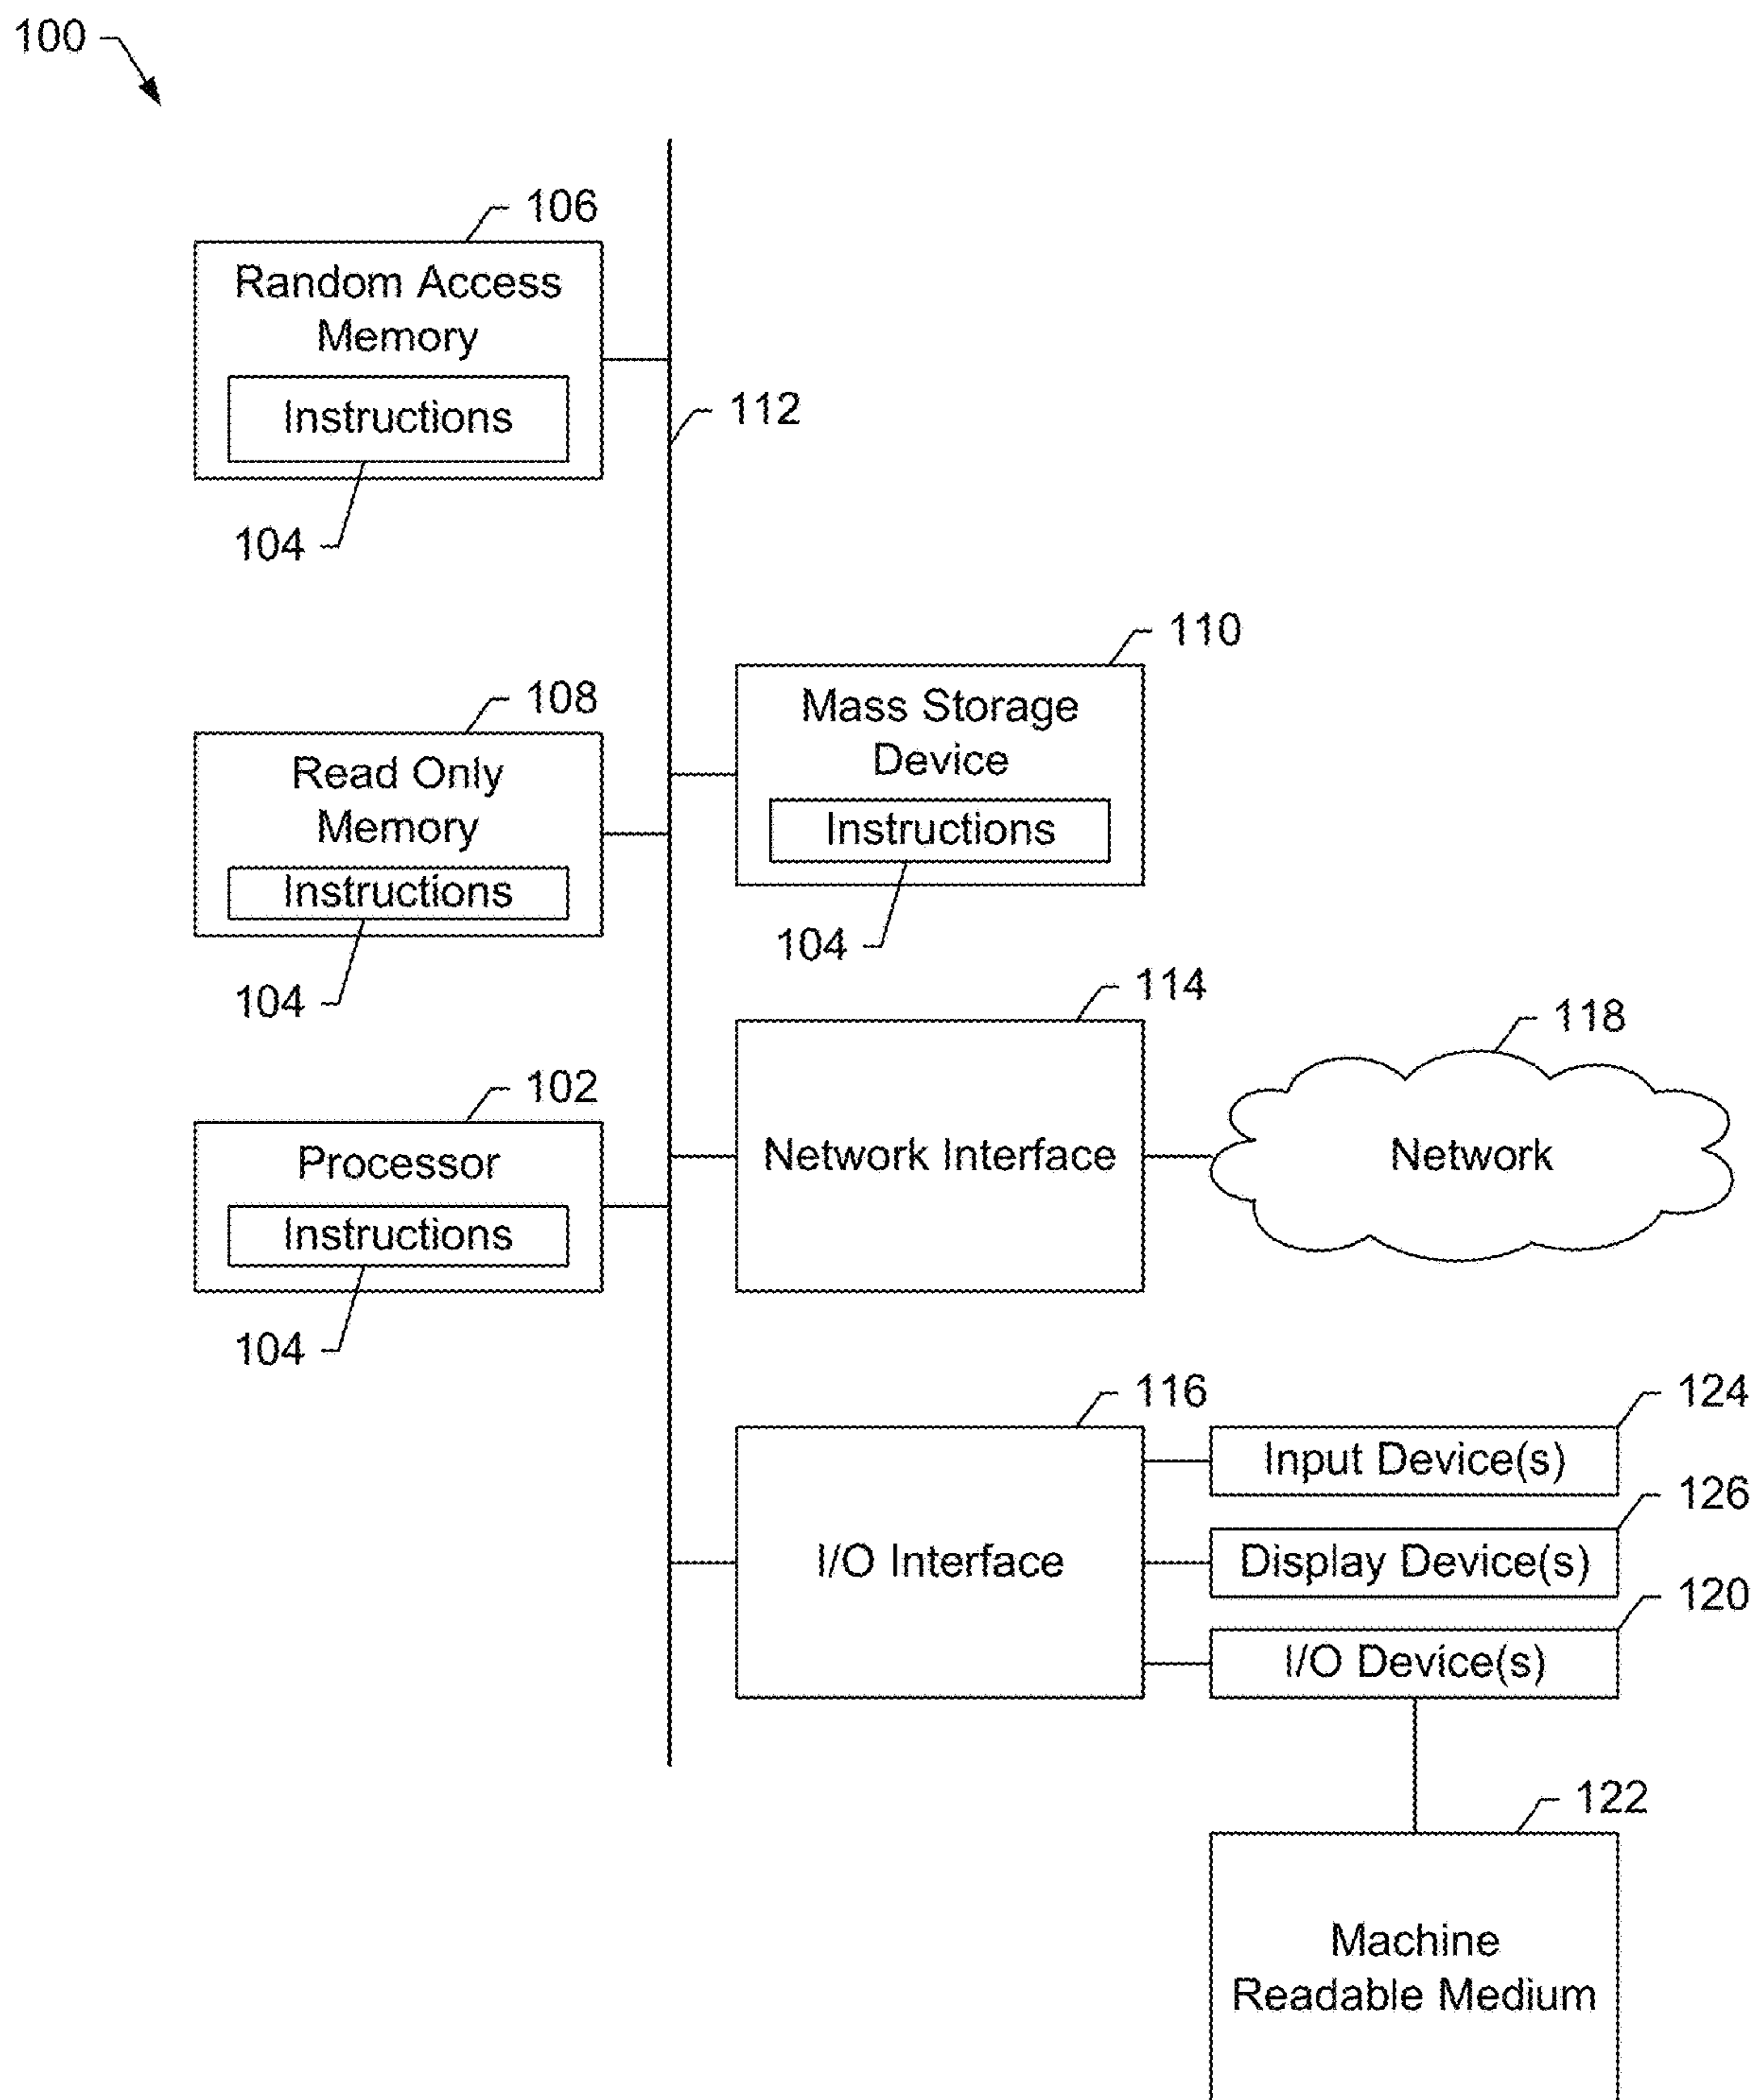 100
106
Random Access
Memory
Instructions
104
112
110
Mass Storage
Device
Instructions
104
108
Read Only
Memory
Instructions
104
114
Network Interface
118
Network
102
Processor
Instructions
104
116
I/O Interface
124
Input Device(s)
126
Display Device(s)
120
I/O Device(s)
122
Machine
Readable Medium